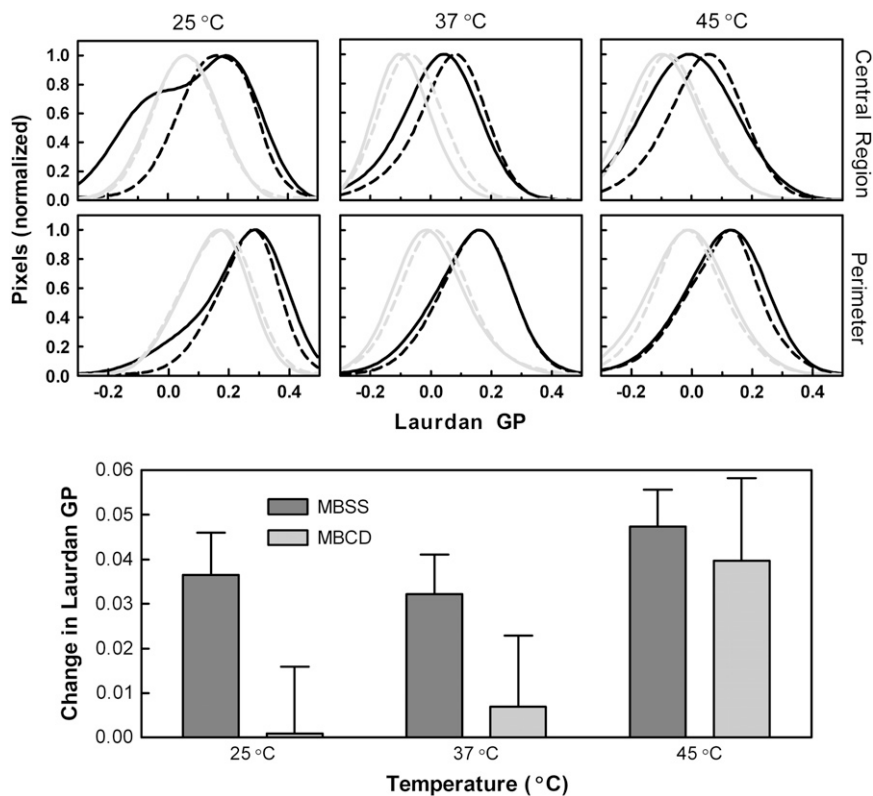 25 °C 37 °C 45 °C
Pixels (normalized)
1.0
0.8
0.6
0.4
0.2
0.0
Central Region
1.0
0.8
0.6
0.4
0.2
0.0
Perimeter
-0.2 0.0 0.2 0.4 -0.2 0.0 0.2 0.4 -0.2 0.0 0.2 0.4
Laurdan GP
Change in Laurdan GP
0.06
0.05
0.04
0.03
0.02
0.01
0.00
MBSS
MBCD
25 °C 37 °C 45 °C
Temperature (°C)